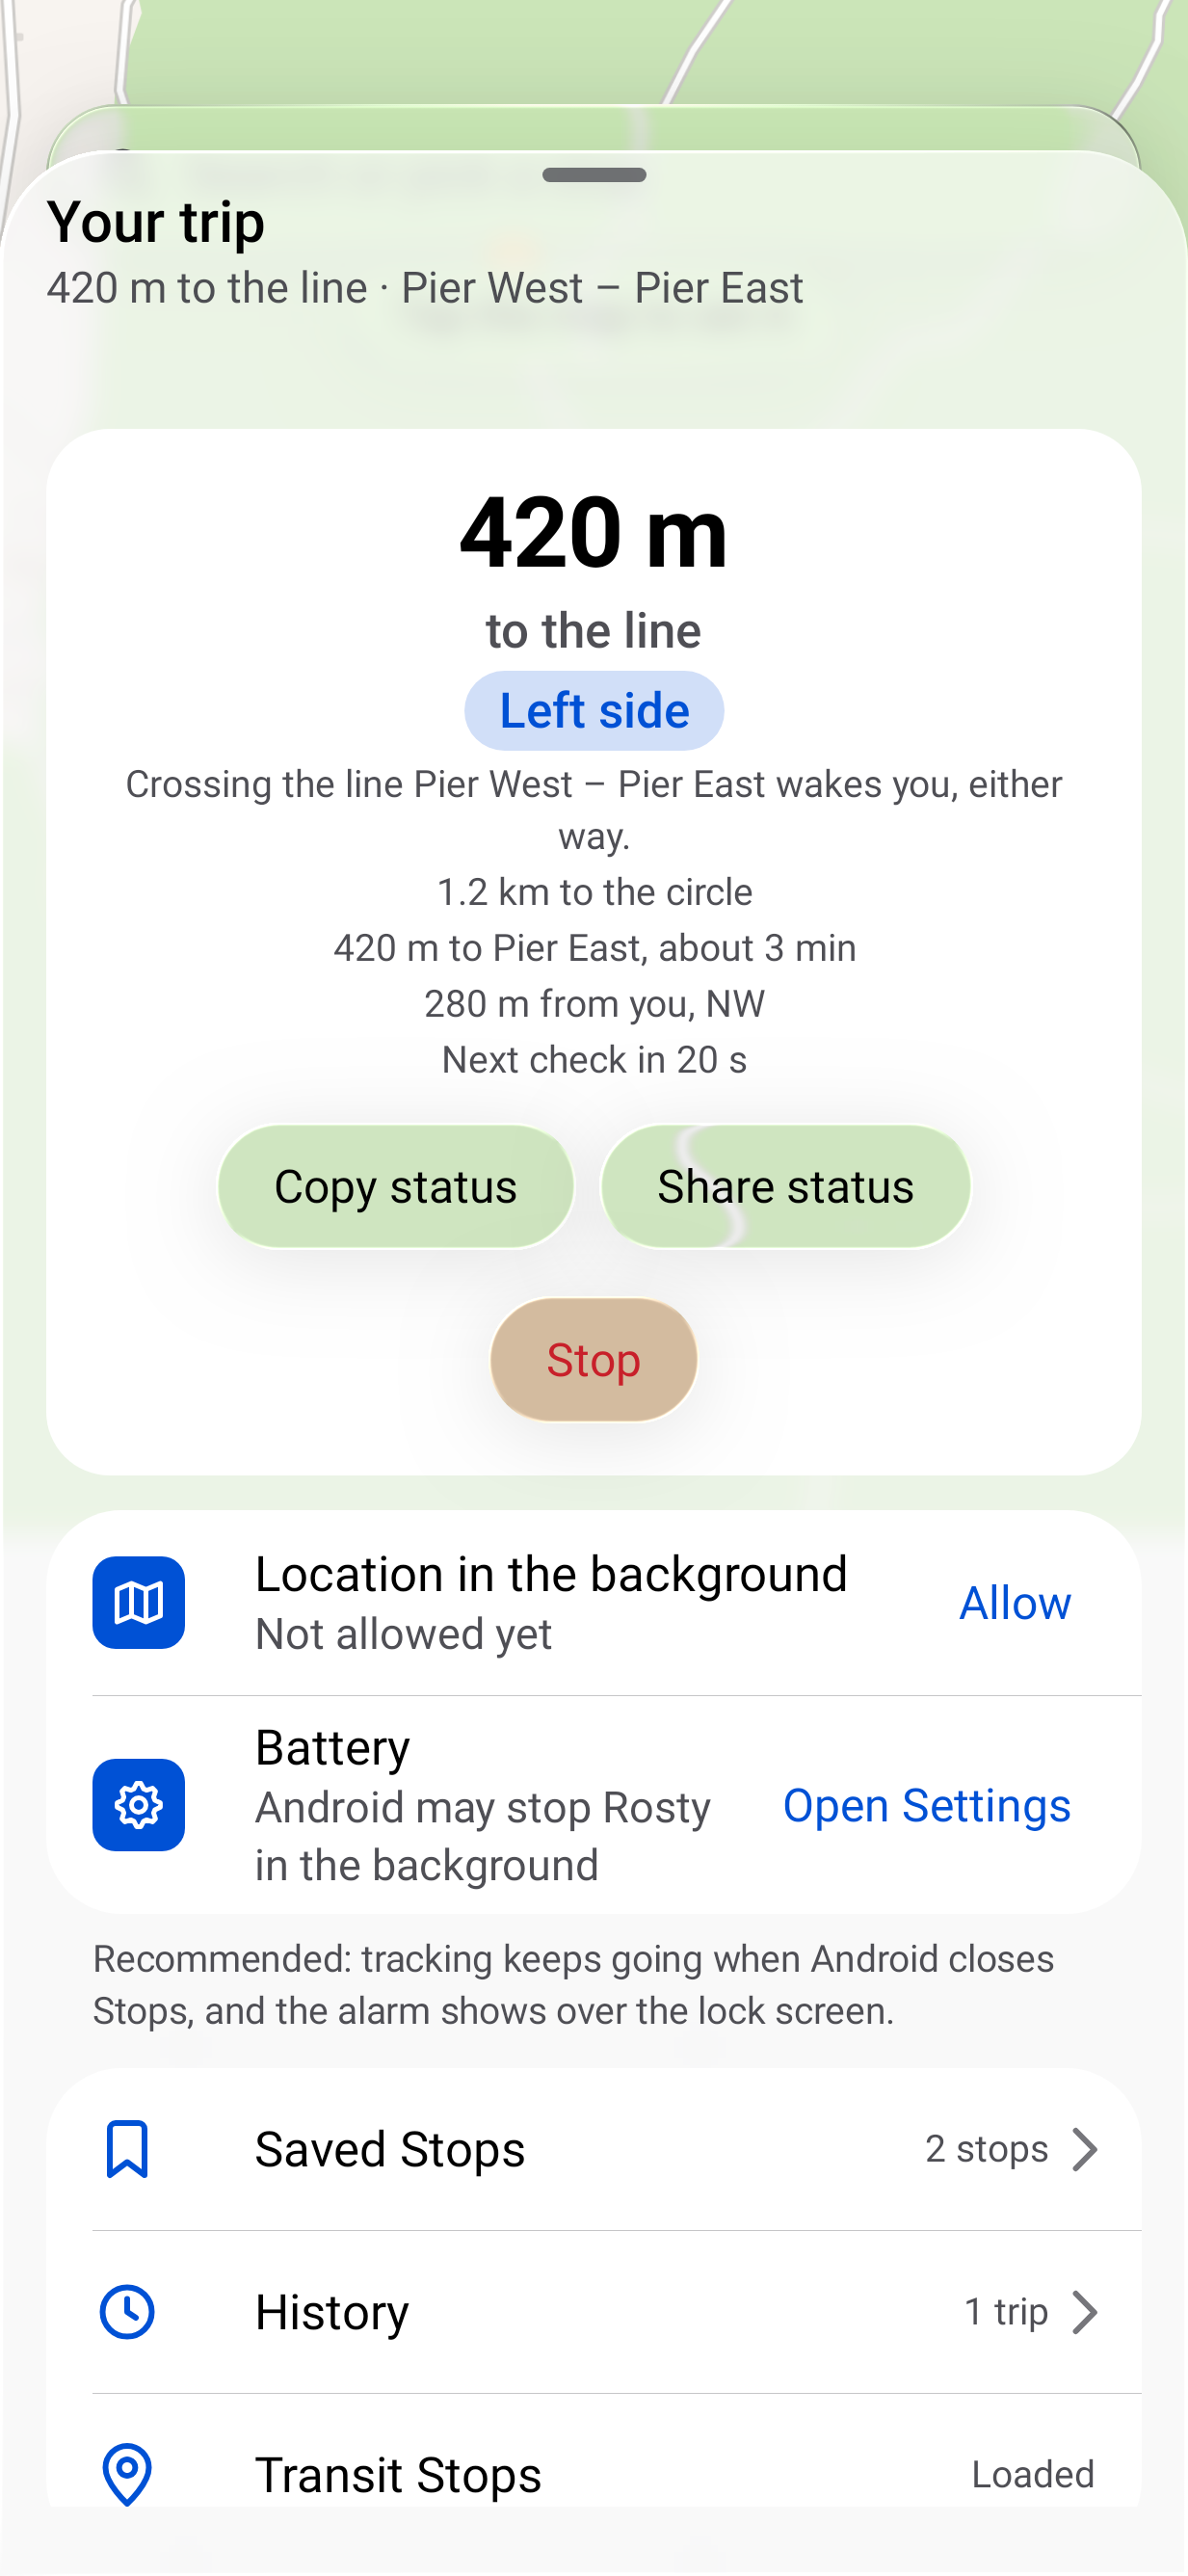 Your trip
420 m to the line · Pier West – Pier East
420 m
to the line
Left side
Crossing the line Pier West – Pier East wakes you, either
way.
1.2 km to the circle
420 m to Pier East, about 3 min
280 m from you, NW
Next check in 20 s
Copy status
Share status
Stop
Location in the background
Not allowed yet
Allow
Battery
Android may stop Rosty
in the background
Open Settings
Recommended: tracking keeps going when Android closes
Stops, and the alarm shows over the lock screen.
Saved Stops
2 stops
History
1 trip
Transit Stops
Loaded